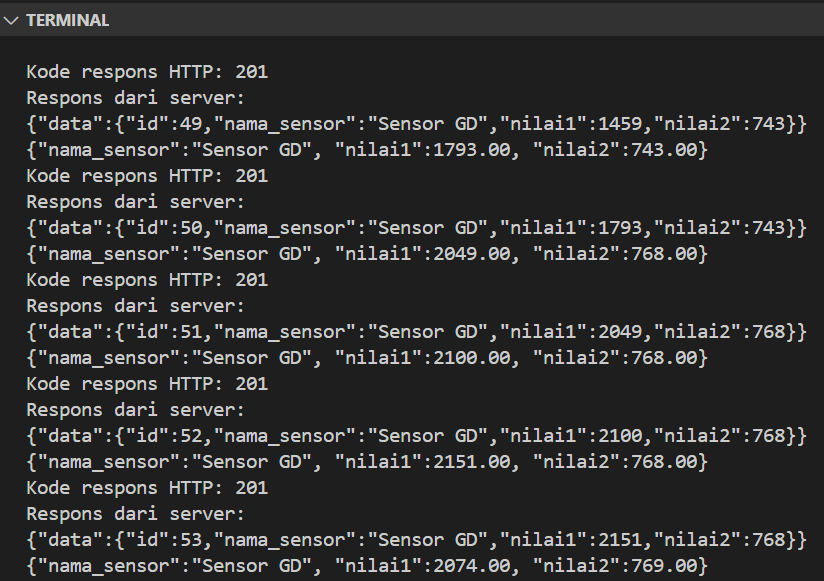 TERMINAL
Kode respons HTTP: 201
Respons dari server:
{"data":{"id":49,"nama_sensor":"Sensor GD","nilai1":1459,"nilai2":743}}
{"nama_sensor":"Sensor GD", "nilai1":1793.00, "nilai2":743.00}
Kode respons HTTP: 201
Respons dari server:
{"data":{"id":50,"nama_sensor":"Sensor GD","nilai1":1793,"nilai2":743}}
{"nama_sensor":"Sensor GD", "nilai1":2049.00, "nilai2":768.00}
Kode respons HTTP: 201
Respons dari server:
{"data":{"id":51,"nama_sensor":"Sensor GD","nilai1":2049,"nilai2":768}}
{"nama_sensor":"Sensor GD", "nilai1":2100.00, "nilai2":768.00}
Kode respons HTTP: 201
Respons dari server:
{"data":{"id":52,"nama_sensor":"Sensor GD","nilai1":2100,"nilai2":768}}
{"nama_sensor":"Sensor GD", "nilai1":2151.00, "nilai2":768.00}
Kode respons HTTP: 201
Respons dari server:
{"data":{"id":53,"nama_sensor":"Sensor GD","nilai1":2151,"nilai2":768}}
{"nama_sensor":"Sensor GD", "nilai1":2074.00, "nilai2":769.00}